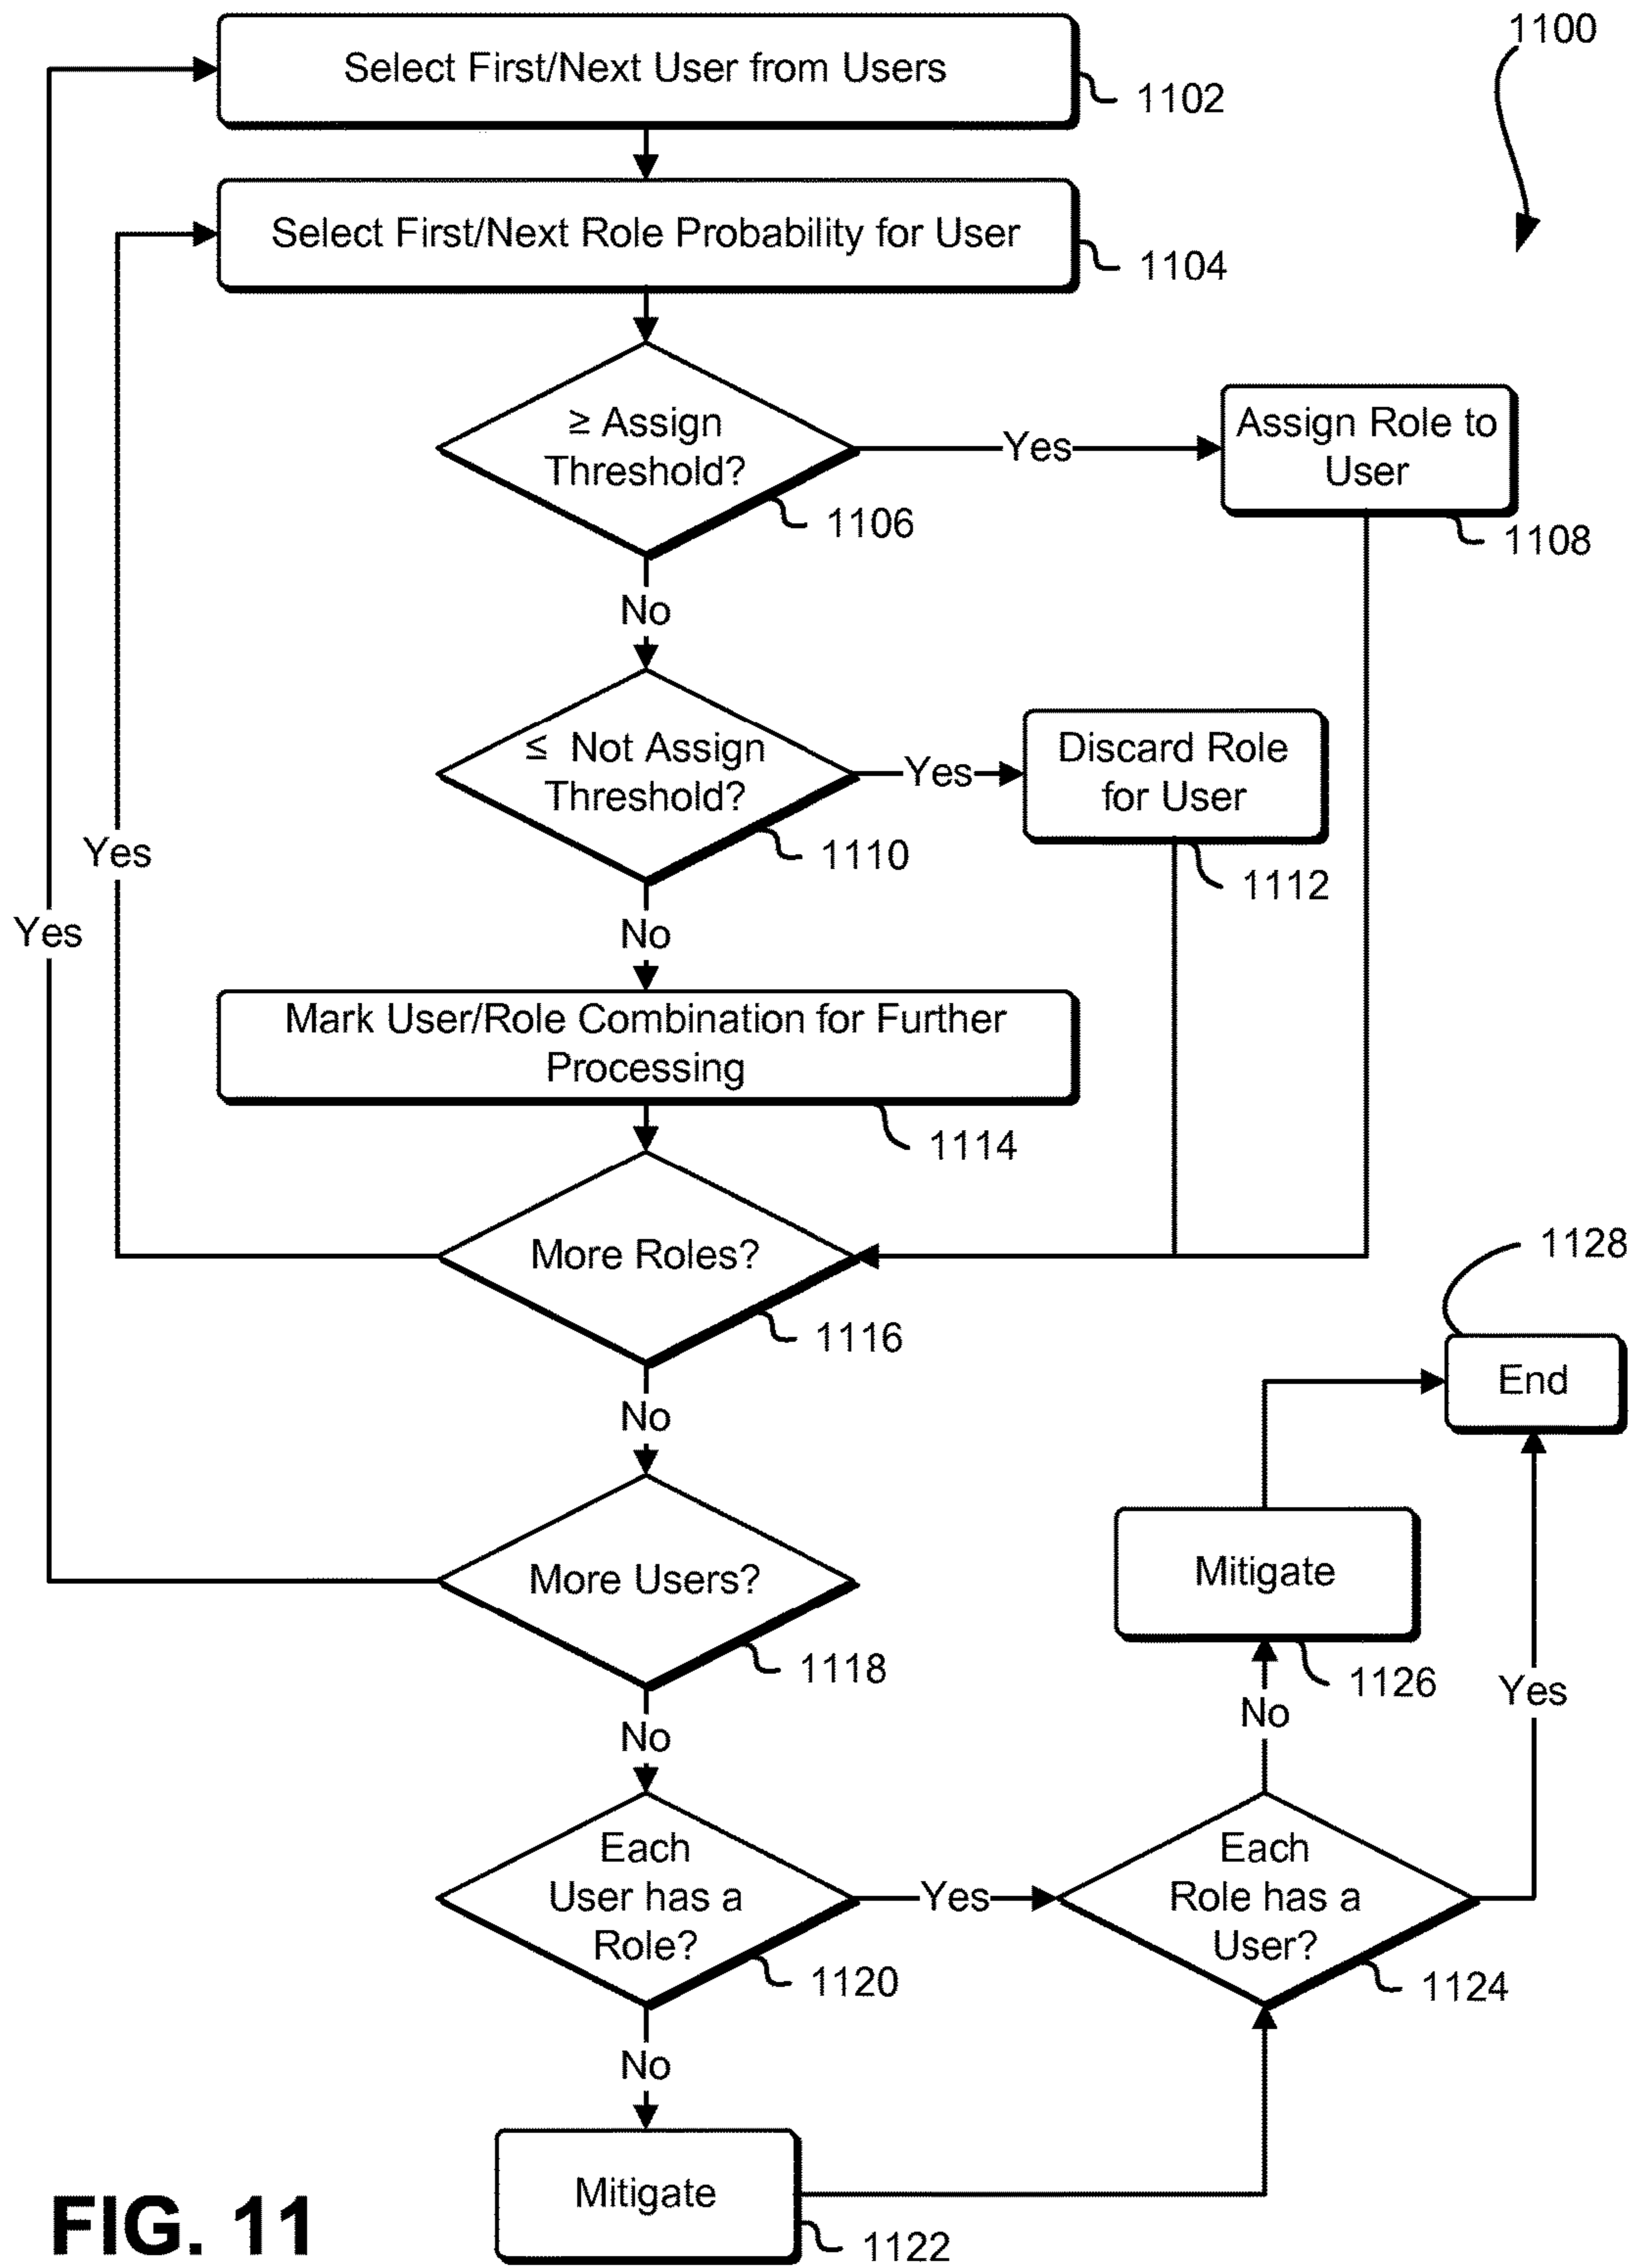 1100
Select First/Next User from Users
1102
Select First/Next Role Probability for User
1104
≥ Assign
Threshold?
1106
Yes
Assign Role to
User
1108
No
≤ Not Assign
Threshold?
1110
Yes
Discard Role
for User
1112
Yes
Yes
No
Mark User/Role Combination for Further
Processing
1114
More Roles?
1116
No
More Users?
1118
No
Each
User has a
Role?
1120
Yes
Each
Role has a
User?
1124
No
Mitigate
1126
Yes
End
1128
No
Mitigate
1122
FIG. 11